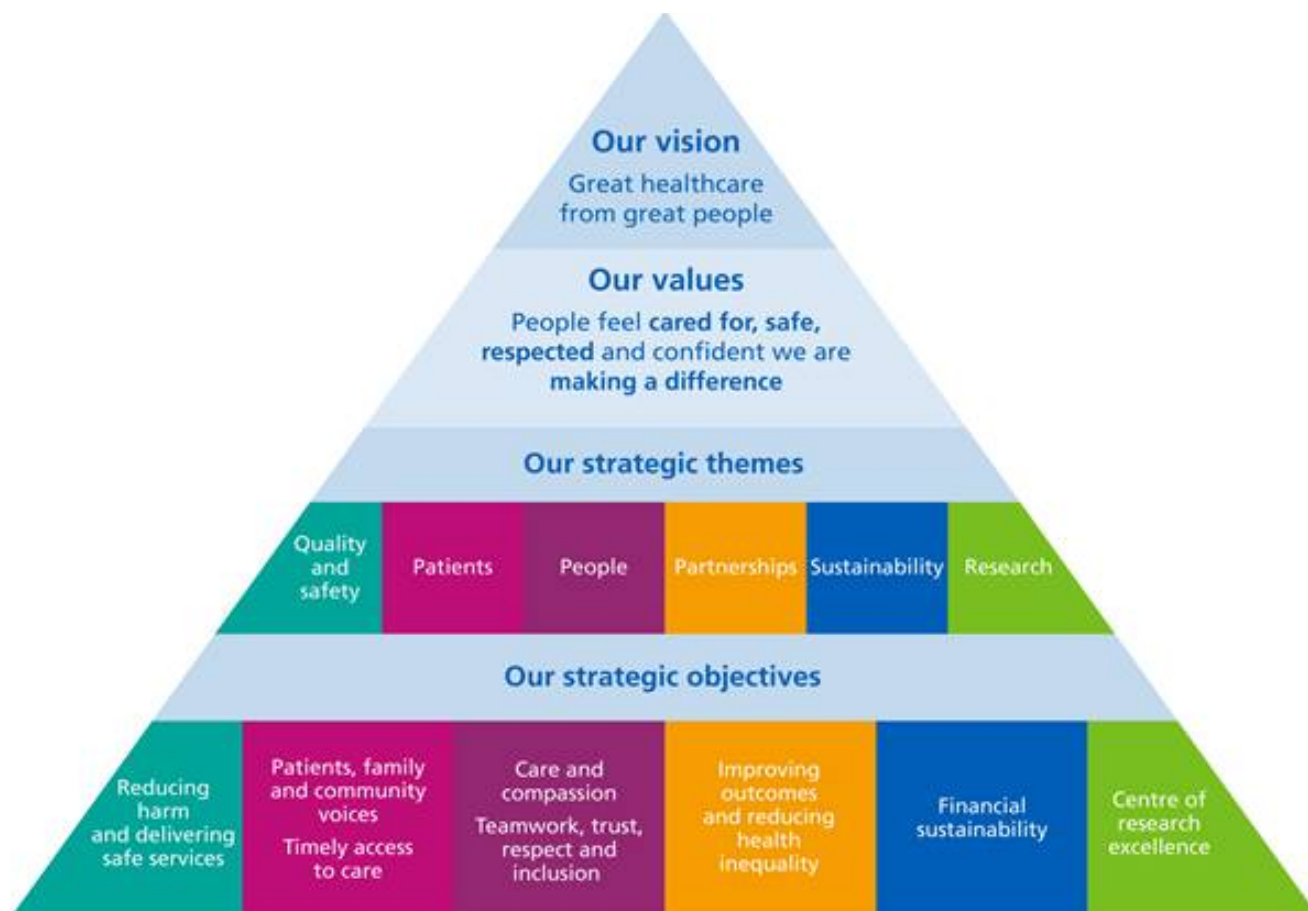 Our vision
Great healthcare
from great people
Our values
People feel cared for, safe,
respected and confident we are
making a difference
Our strategic themes
Quality
and
safety
Patients
People
Partnerships
Sustainability
Research
Our strategic objectives
Reducing
harm
and delivering
safe services
Patients, family
and community
voices
Timely access
to care
Care and
compassion
Teamwork, trust,
respect and
inclusion
Improving
outcomes
and reducing
health
inequality
Financial
sustainability
Centre of
research
excellence